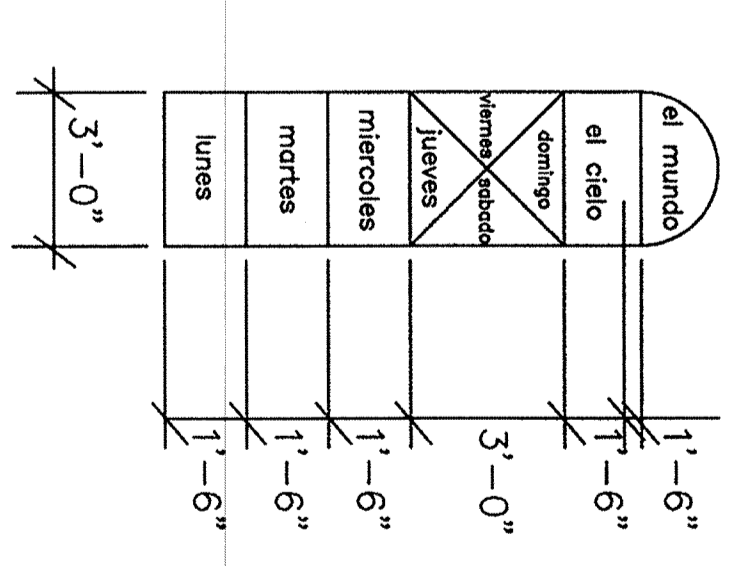 el mundo
el cielo
domingo
viernes
sabado
jueves
miercoles
martes
lunes
3'-0"
1'-6"
1'-6"
3'-0"
1'-6"
1'-6"
1'-6"